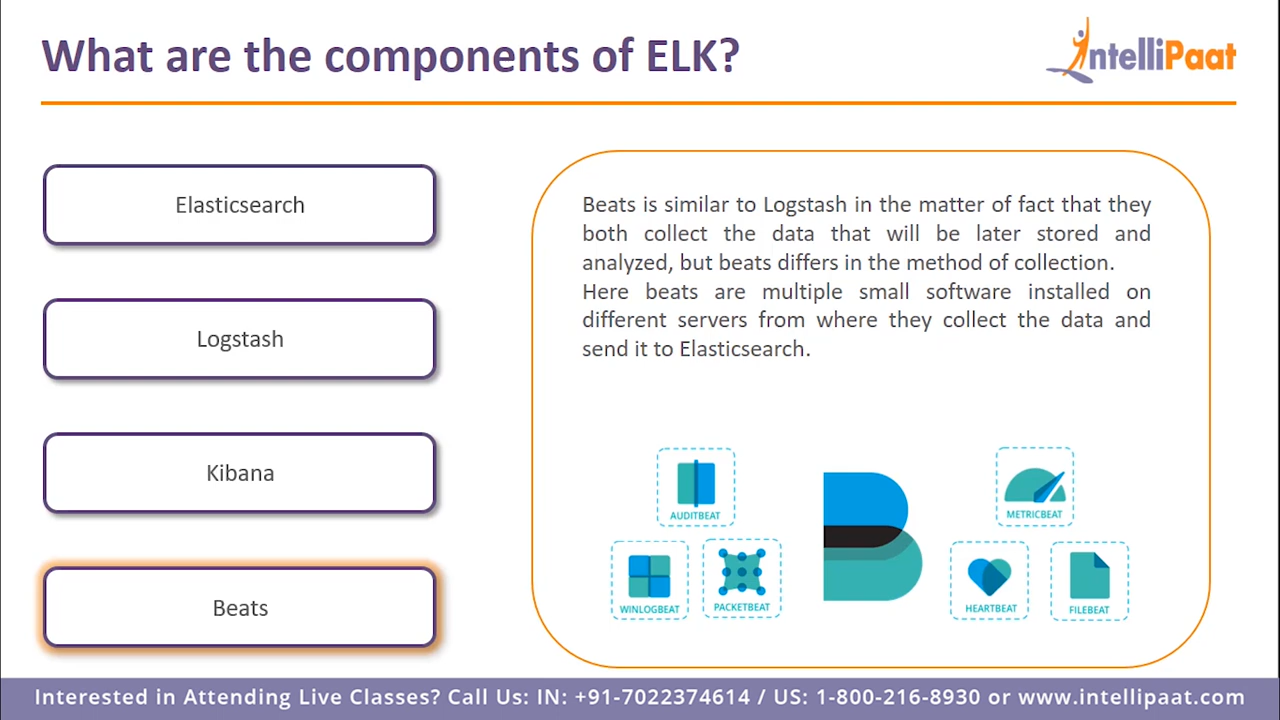 What are the components of ELK?
IntelliPaat
Elasticsearch
Logstash
Kibana
Beats
Beats is similar to Logstash in the matter of fact that they
both collect the data that will be later stored and
analyzed, but beats differs in the method of collection.
Here beats are multiple small software installed on
different servers from where they collect the data and
send it to Elasticsearch.
AUDITBEAT
METRICBEAT
WINLOGBEAT
PACKETBEAT
HEARTBEAT
FILEBEAT
Interested in Attending Live Classes? Call Us: IN: +91-7022374614 / US: 1-800-216-8930 or www.intellipaat.com